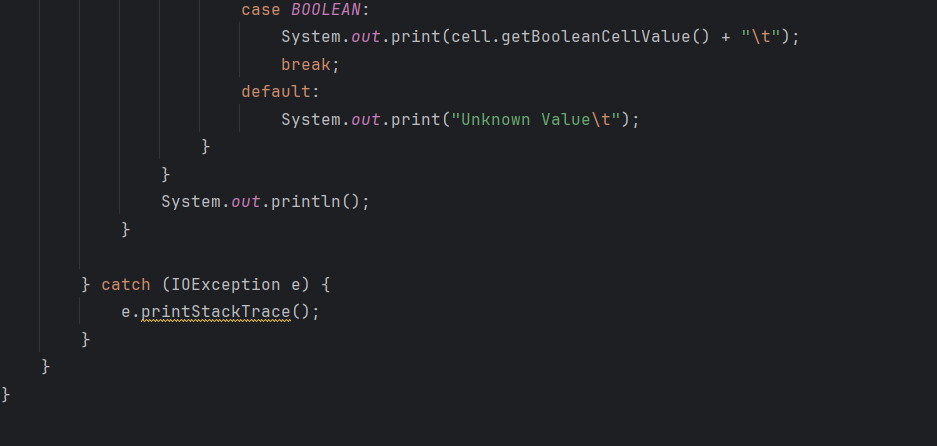 case BOOLEAN:
System.out.print(cell.getBooleanCellValue() + "\t");
break;
default:
System.out.print("Unknown Value\t");
}
}
System.out.println();
}
} catch (IOException e) {
e.printStackTrace();
}
}
}